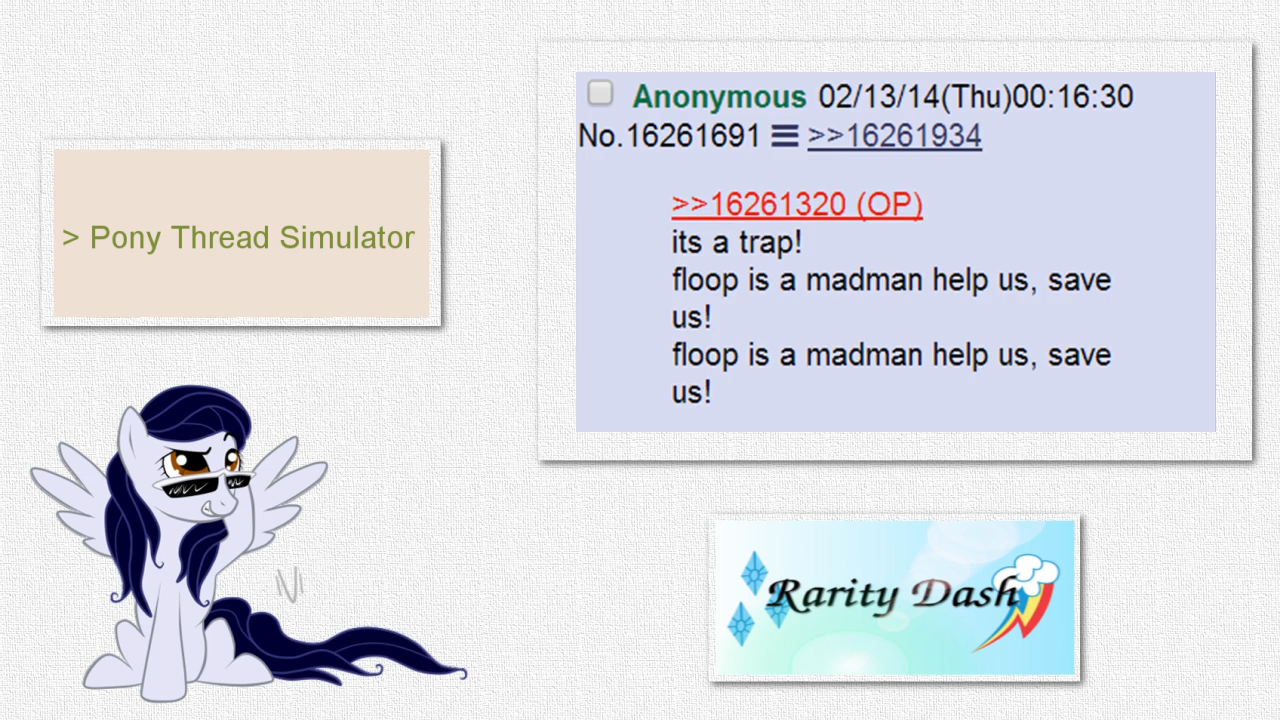 > Pony Thread Simulator
Anonymous 02/13/14(Thu)00:16:30
No.16261691 ☰ >>16261934
>>16261320 (OP)
its a trap!
floop is a madman help us, save
us!
floop is a madman help us, save
us!
Rarity Dash